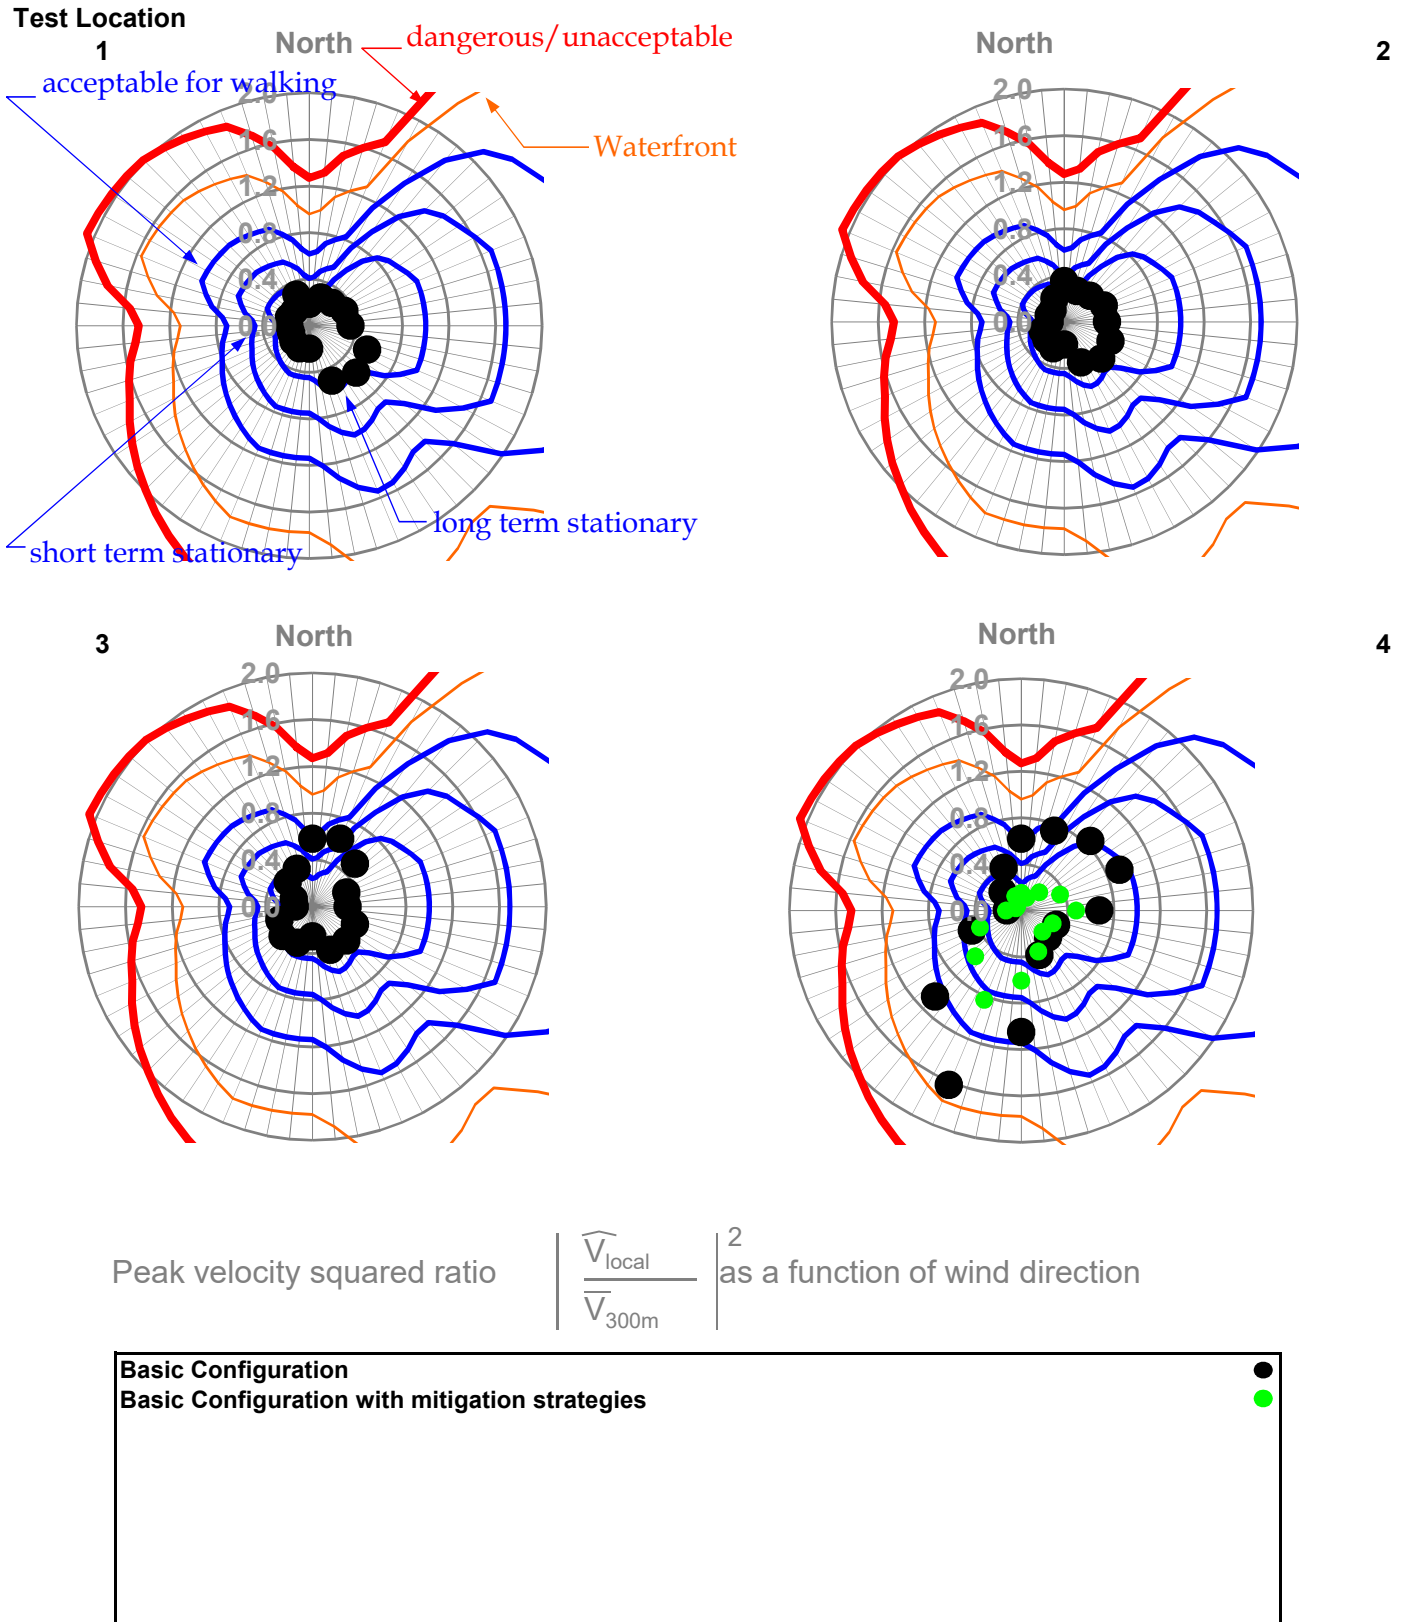 Test Location
1
North
dangerous/unacceptable
acceptable for walking
Waterfront
2.0
1.6
1.2
0.8
0.4
0.0
long term stationary
short term stationary
North
2
2.0
1.6
1.2
0.8
0.4
0.0
3
North
2.0
1.6
1.2
0.8
0.4
0.0
North
4
2.0
1.6
1.2
0.8
0.4
0.0
Peak velocity squared ratio | V̂local / V̅300m |² as a function of wind direction
Basic Configuration
Basic Configuration with mitigation strategies